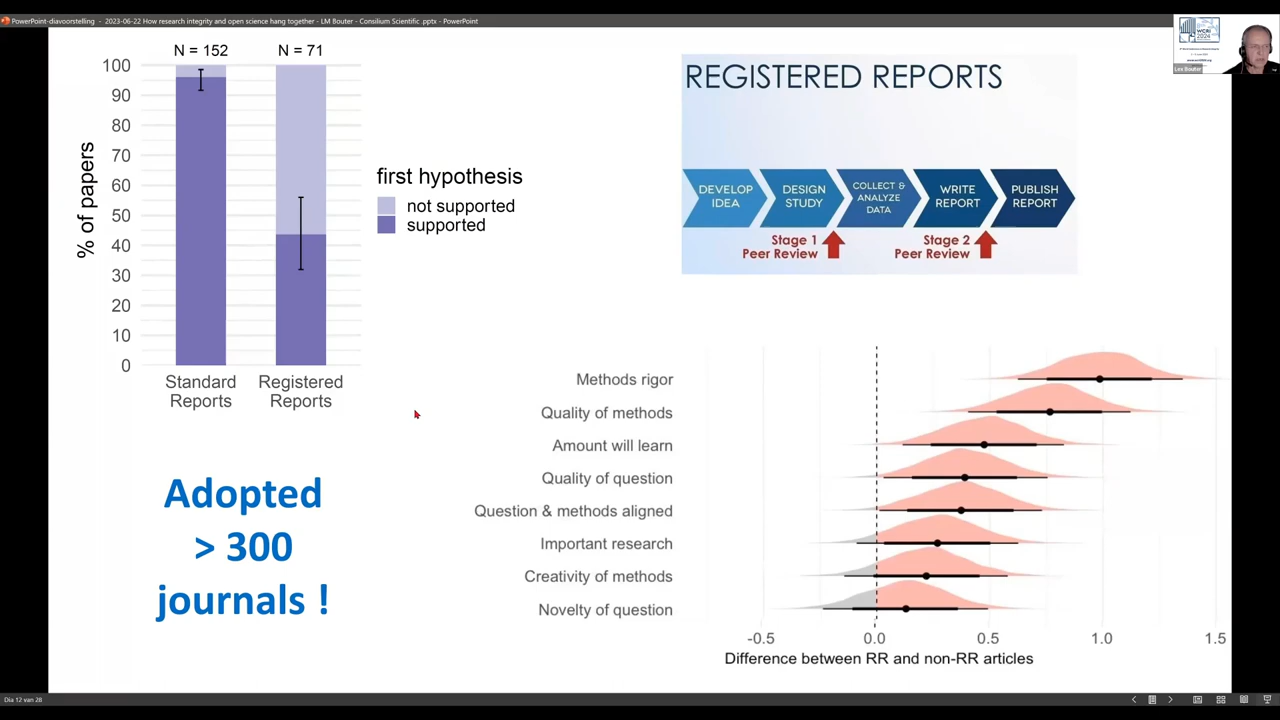 PowerPoint-diavoorstelling - 2023-06-22 How research integrity and open science hang together - LM Bouter - Consilium Scientific .pptx - PowerPoint
WCRI
2024
Lex Bouter
N = 152
N = 71
100
90
80
70
60
50
40
30
20
10
0
% of papers
Standard
Reports
Registered
Reports
first hypothesis
not supported
supported
REGISTERED REPORTS
DEVELOP
IDEA
DESIGN
STUDY
COLLECT &
ANALYZE
DATA
WRITE
REPORT
PUBLISH
REPORT
Stage 1
Peer Review
Stage 2
Peer Review
Adopted
> 300
journals !
Methods rigor
Quality of methods
Amount will learn
Quality of question
Question & methods aligned
Important research
Creativity of methods
Novelty of question
-0.5
0.0
0.5
1.0
1.5
Difference between RR and non-RR articles
Dia 12 van 28